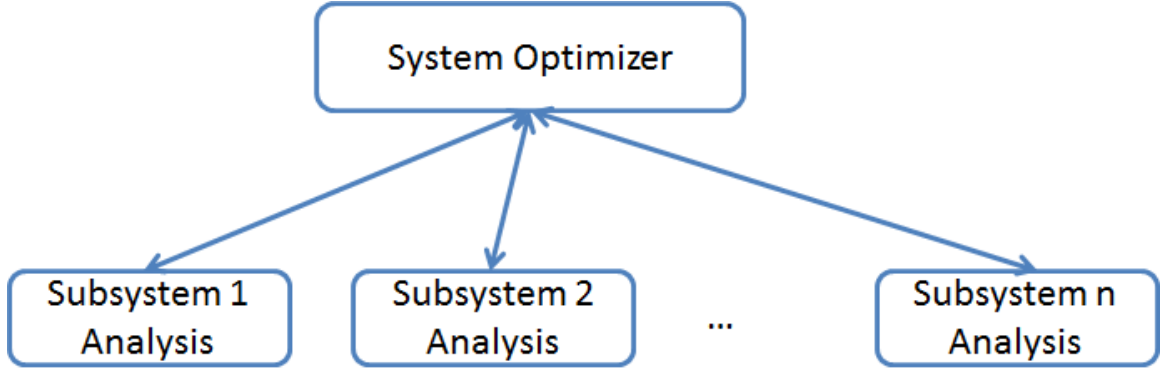 System Optimizer
Subsystem 1
Analysis
Subsystem 2
Analysis
...
Subsystem n
Analysis